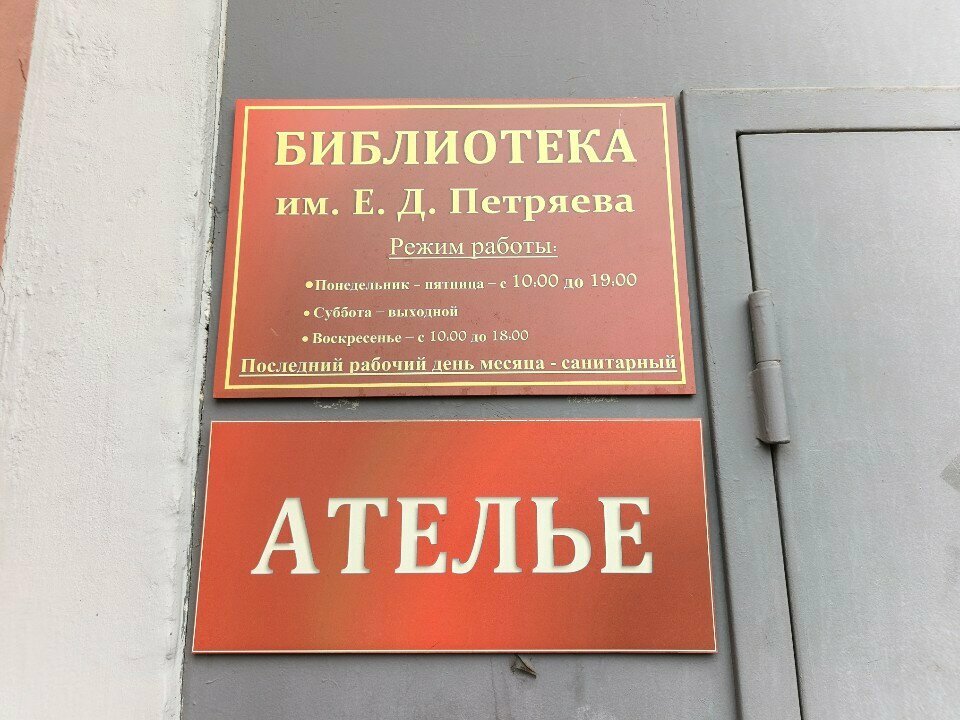 БИБЛИОТЕКА
им. Е. Д. Петряева
Режим работы:
•Понедельник - пятница – с 10:00 до 19:00
• Суббота – выходной
• Воскресенье – с 10:00 до 18:00
Последний рабочий день месяца - санитарный
АТЕЛЬЕ